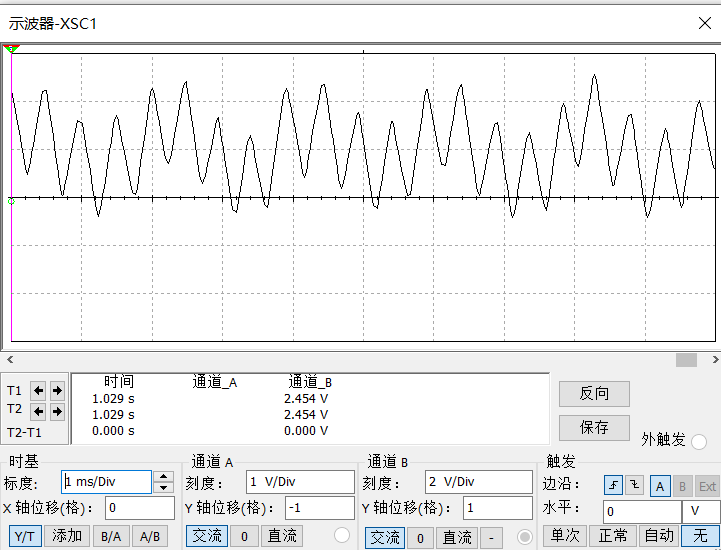 示波器-XSC1
时间 通道_A 通道_B
T1 1.029 s 2.454 V
T2 1.029 s 2.454 V
T2-T1 0.000 s 0.000 V
反向
保存
外触发
时基 通道 A 通道 B 触发
标度： 1 ms/Div 刻度： 1 V/Div 刻度： 2 V/Div 边沿： A B Ext
X 轴位移(格)： 0 Y 轴位移(格)： -1 Y 轴位移(格)： 1 水平： 0 V
Y/T 添加 B/A A/B 交流 0 直流 交流 0 直流 - 单次 正常 自动 无